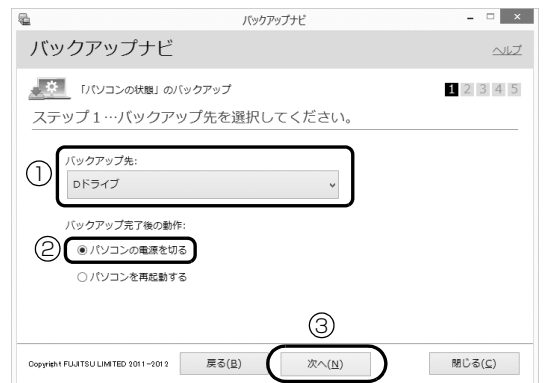 バックアップナビ
バックアップナビ
ヘルプ
「パソコンの状態」のバックアップ
1 2 3 4 5
ステップ1…バックアップ先を選択してください。
①
バックアップ先:
Dドライブ
バックアップ完了後の動作:
②
パソコンの電源を切る
パソコンを再起動する
③
Copyright FUJITSU LIMITED 2011-2012
戻る(B)
次へ(N)
閉じる(C)